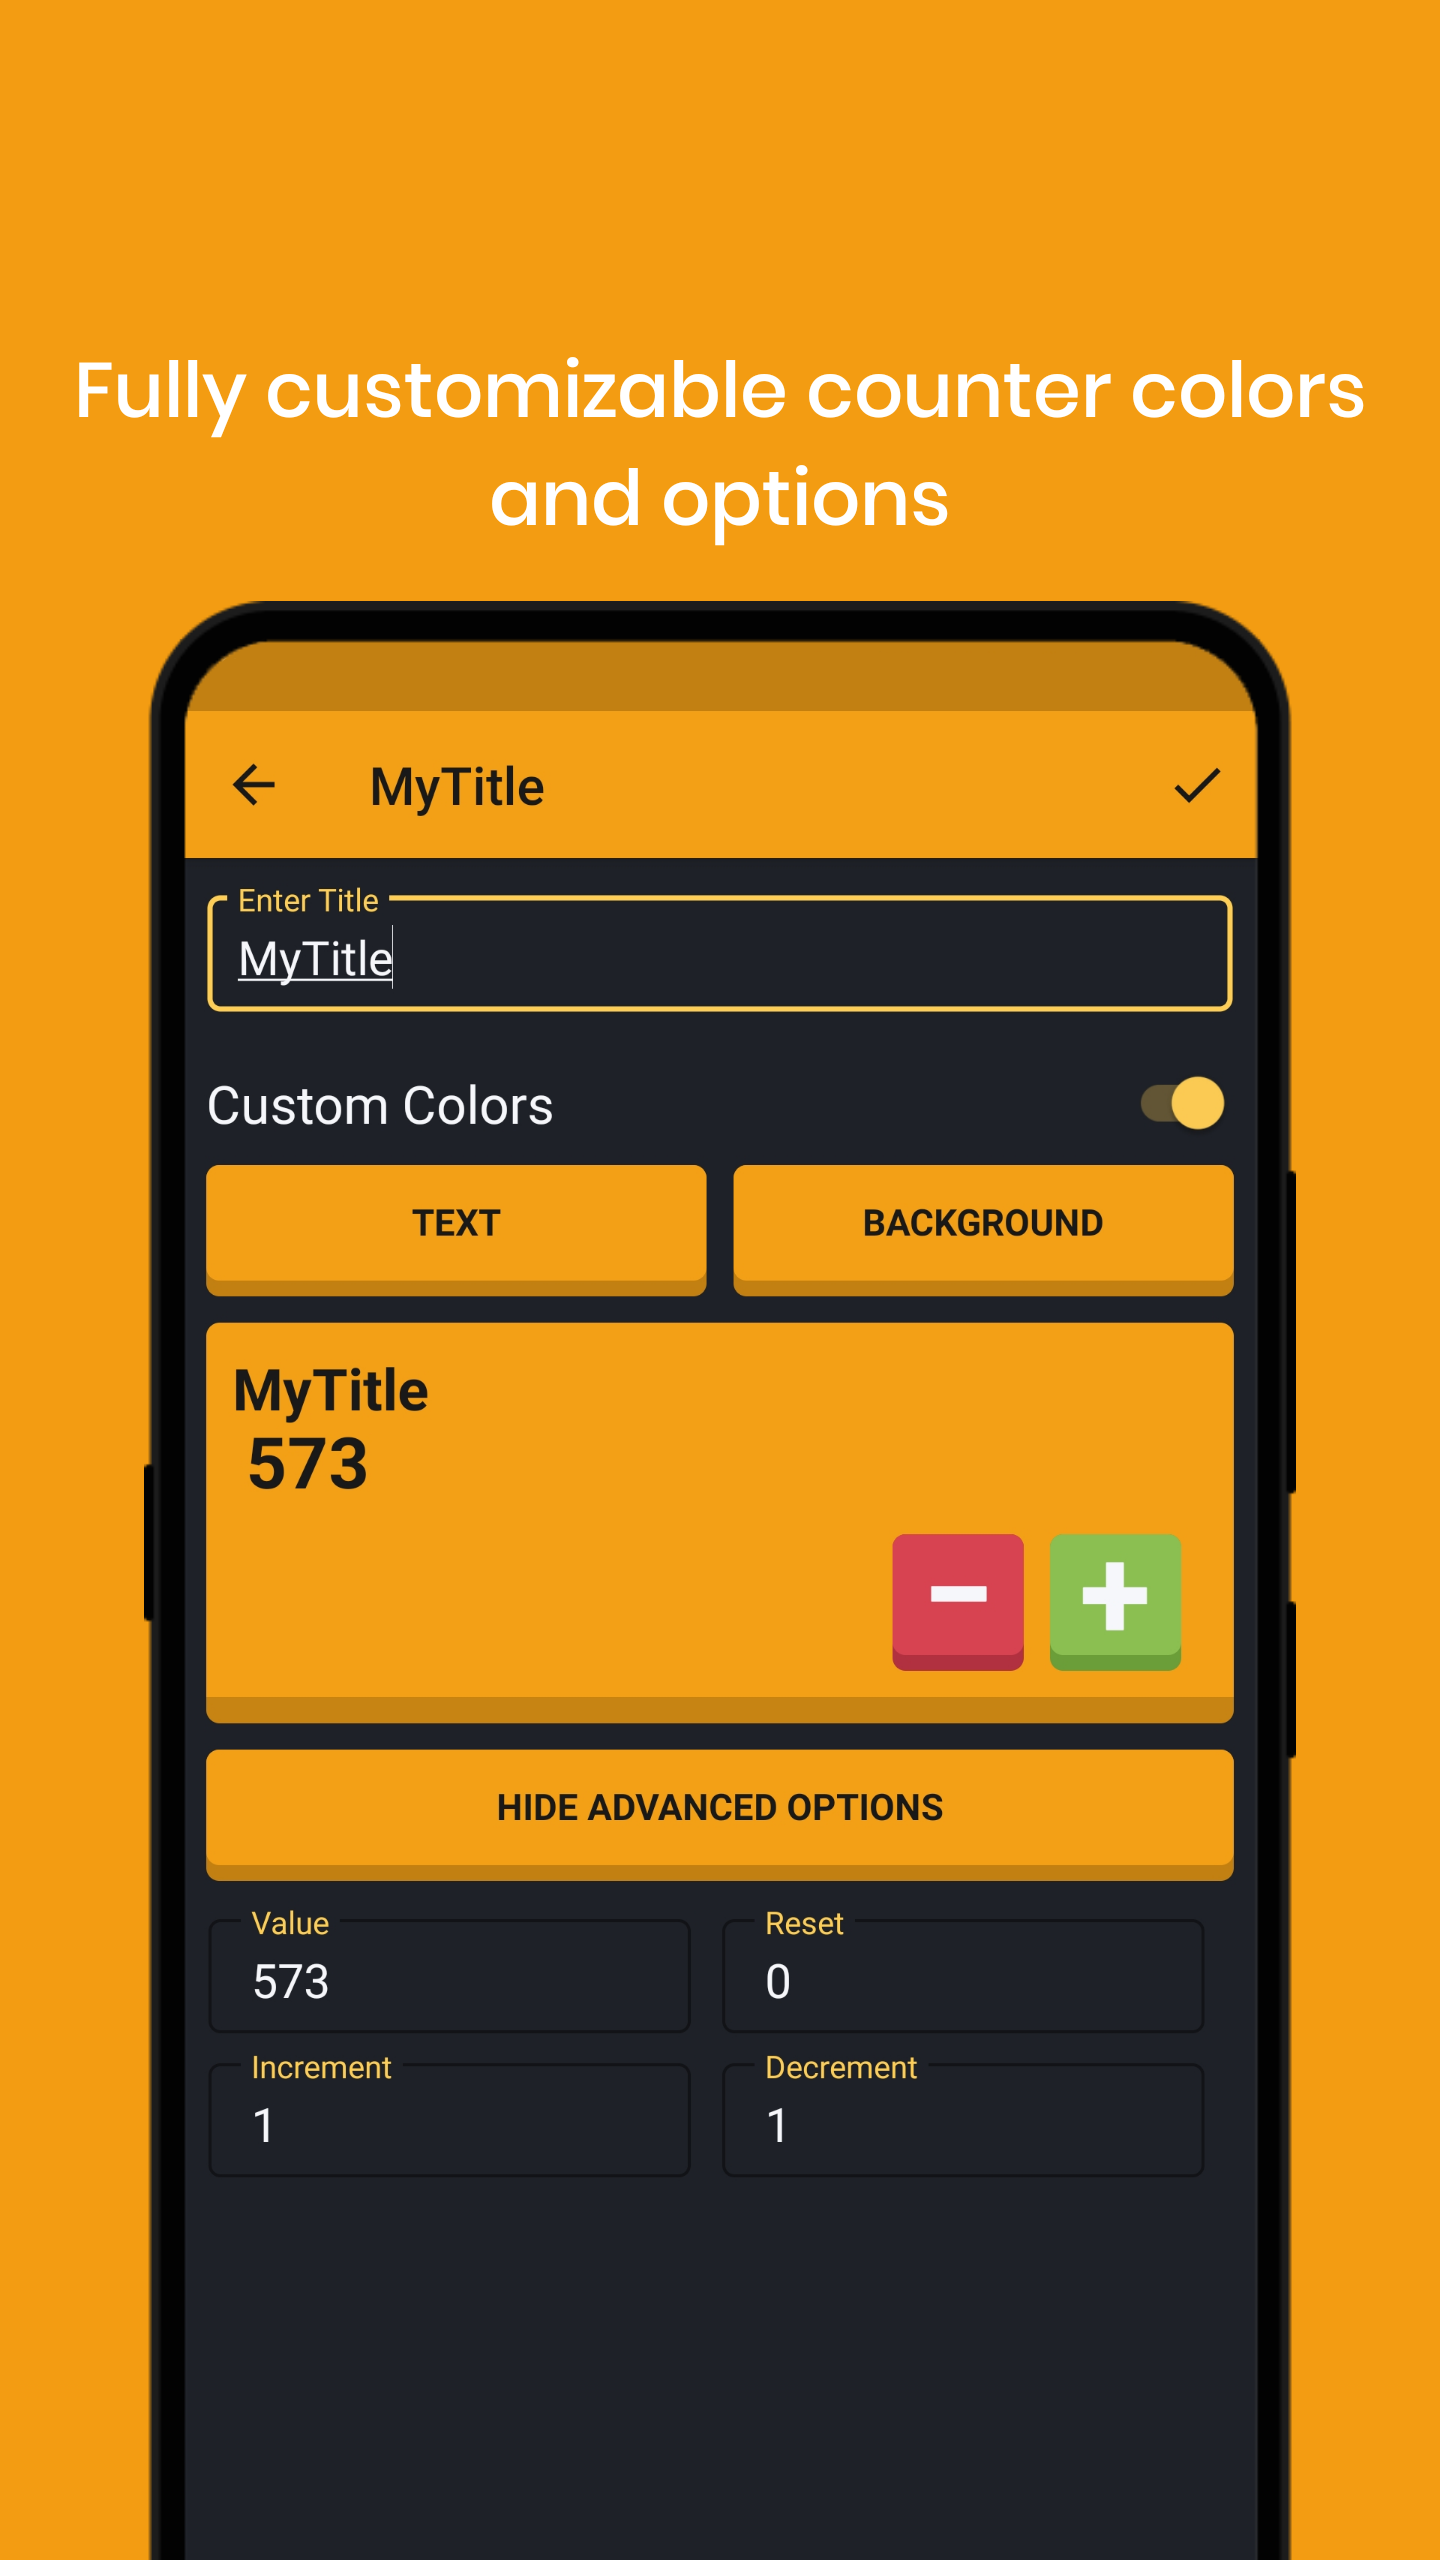 Fully customizable counter colors
and options
MyTitle
Enter Title
MyTitle
Custom Colors
TEXT
BACKGROUND
MyTitle
573
HIDE ADVANCED OPTIONS
Value
573
Reset
0
Increment
1
Decrement
1